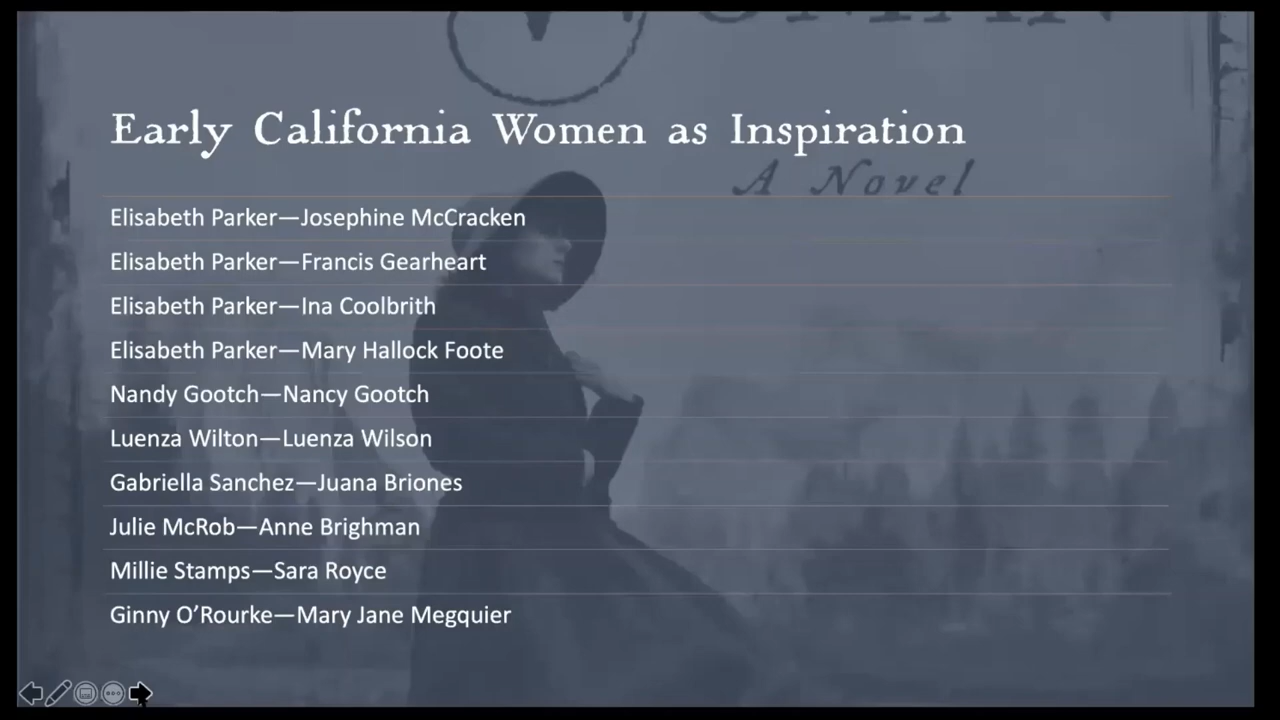 Early California Women as Inspiration
A Novel
Elisabeth Parker—Josephine McCracken
Elisabeth Parker—Francis Gearheart
Elisabeth Parker—Ina Coolbrith
Elisabeth Parker—Mary Hallock Foote
Nandy Gootch—Nancy Gootch
Luenza Wilton—Luenza Wilson
Gabriella Sanchez—Juana Briones
Julie McRob—Anne Brighman
Millie Stamps—Sara Royce
Ginny O’Rourke—Mary Jane Megquier